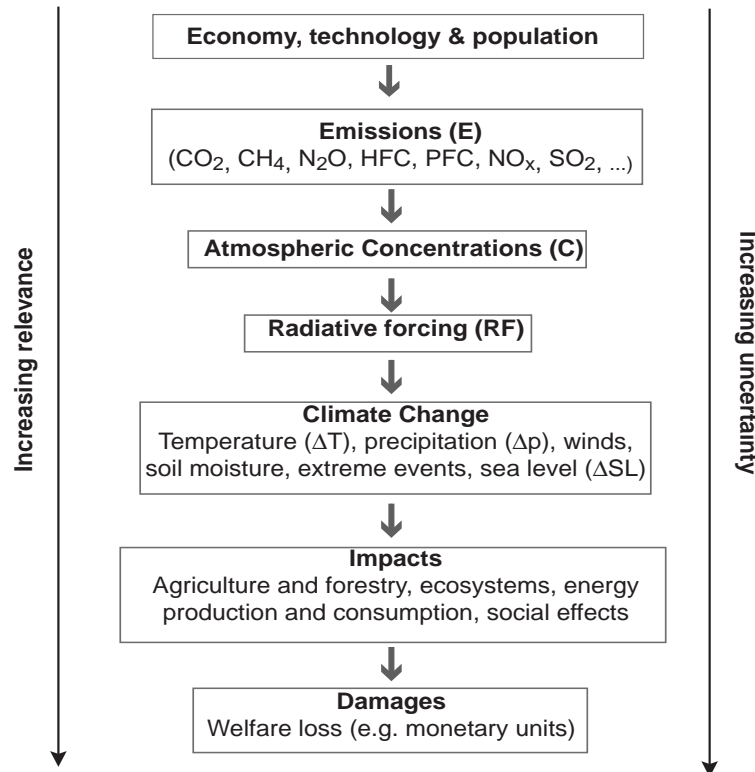 Economy, technology & population
Emissions (E)
(CO₂, CH₄, N₂O, HFC, PFC, NOₓ, SO₂, ...)
Atmospheric Concentrations (C)
Radiative forcing (RF)
Climate Change
Temperature (ΔT), precipitation (Δp), winds,
soil moisture, extreme events, sea level (ΔSL)
Impacts
Agriculture and forestry, ecosystems, energy
production and consumption, social effects
Damages
Welfare loss (e.g. monetary units)
Increasing relevance
Increasing uncertainty